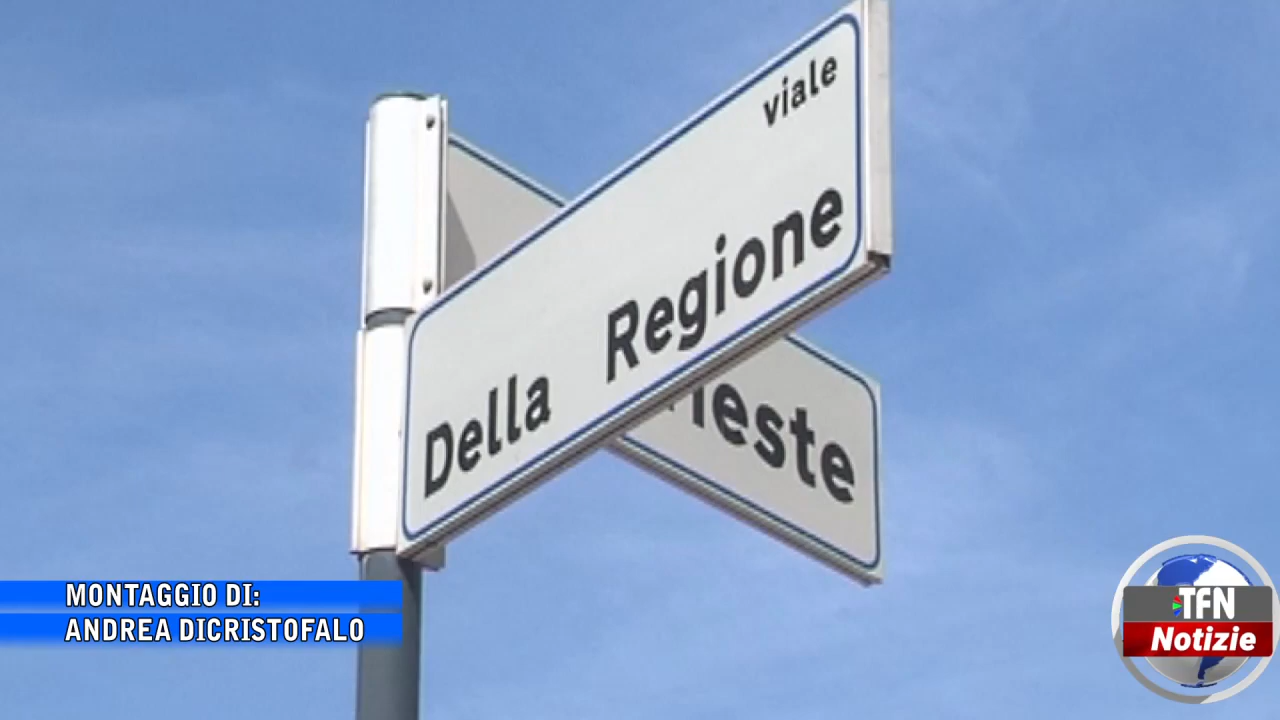 viale
Della Regione
MONTAGGIO DI:
ANDREA DICRISTOFALO
TFN
Notizie